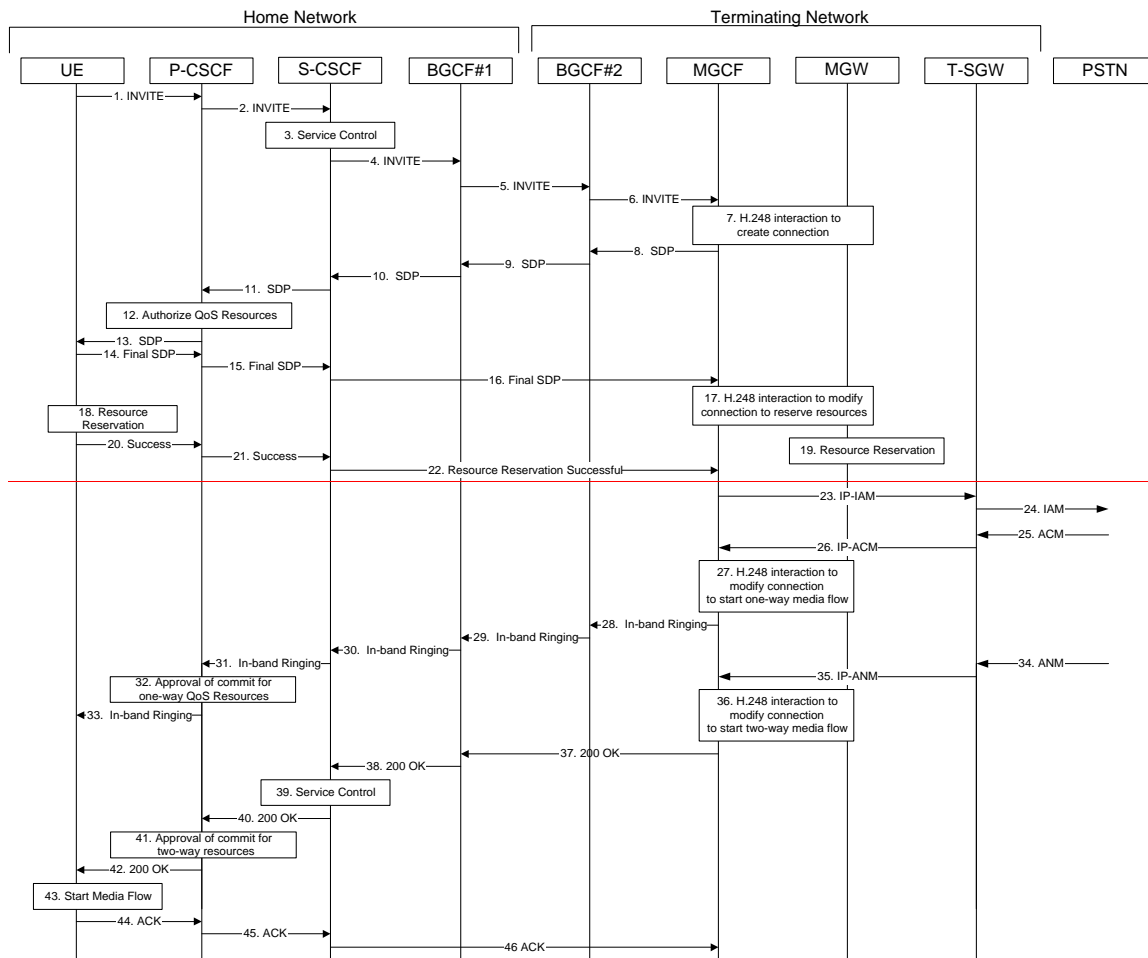 Home Network
Terminating Network
UE
P-CSCF
S-CSCF
BGCF#1
BGCF#2
MGCF
MGW
T-SGW
PSTN
1. INVITE
2. INVITE
3. Service Control
4. INVITE
5. INVITE
6. INVITE
7. H.248 interaction to
create connection
8. SDP
9. SDP
10. SDP
11. SDP
12. Authorize QoS Resources
13. SDP
14. Final SDP
15. Final SDP
16. Final SDP
17. H.248 interaction to modify
connection to reserve resources
18. Resource
Reservation
19. Resource Reservation
20. Success
21. Success
22. Resource Reservation Successful
23. IP-IAM
24. IAM
25. ACM
26. IP-ACM
27. H.248 interaction to
modify connection
to start one-way media flow
28. In-band Ringing
29. In-band Ringing
30. In-band Ringing
31. In-band Ringing
32. Approval of commit for
one-way QoS Resources
33. In-band Ringing
34. ANM
35. IP-ANM
36. H.248 interaction to
modify connection
to start two-way media flow
37. 200 OK
38. 200 OK
39. Service Control
40. 200 OK
41. Approval of commit for
two-way resources
42. 200 OK
43. Start Media Flow
44. ACK
45. ACK
46 ACK